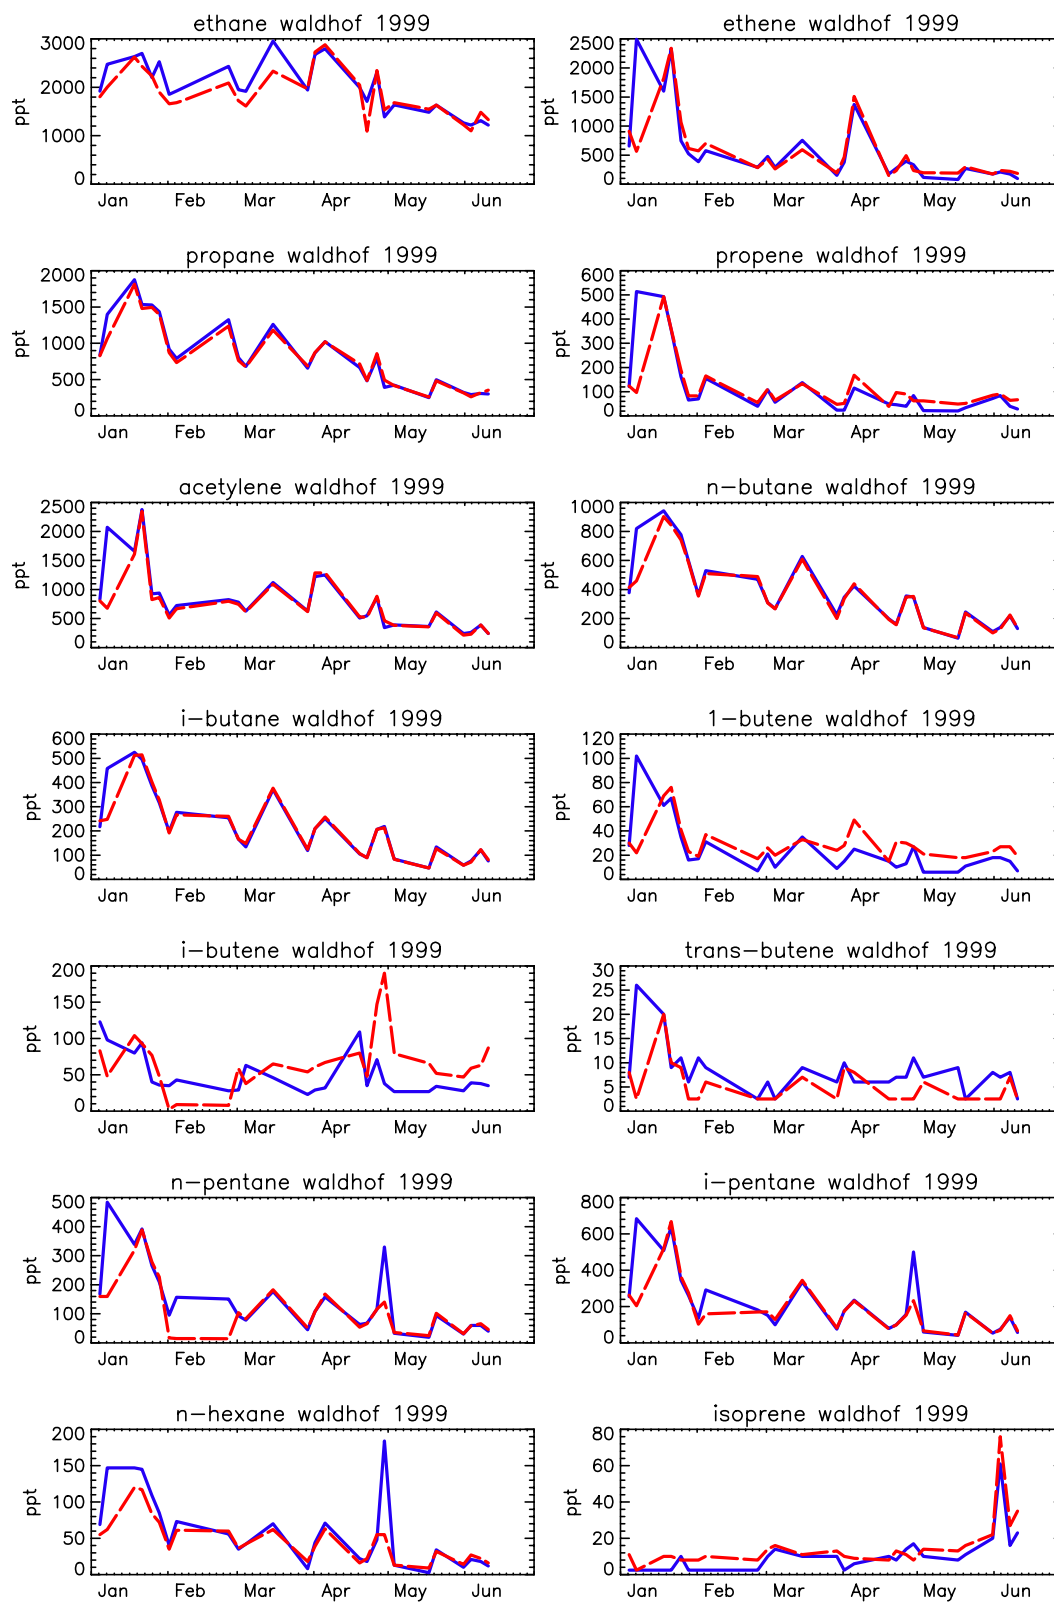 ethane waldhof 1999
3000
2000
1000
0
ppt
Jan Feb Mar Apr May Jun
ethene waldhof 1999
2500
2000
1500
1000
500
0
ppt
Jan Feb Mar Apr May Jun
propane waldhof 1999
2000
1500
1000
500
0
ppt
Jan Feb Mar Apr May Jun
propene waldhof 1999
600
500
400
300
200
100
0
ppt
Jan Feb Mar Apr May Jun
acetylene waldhof 1999
2500
2000
1500
1000
500
0
ppt
Jan Feb Mar Apr May Jun
n-butane waldhof 1999
1000
800
600
400
200
0
ppt
Jan Feb Mar Apr May Jun
i-butane waldhof 1999
600
500
400
300
200
100
0
ppt
Jan Feb Mar Apr May Jun
1-butene waldhof 1999
120
100
80
60
40
20
0
ppt
Jan Feb Mar Apr May Jun
i-butene waldhof 1999
200
150
100
50
0
ppt
Jan Feb Mar Apr May Jun
trans-butene waldhof 1999
30
25
20
15
10
5
0
ppt
Jan Feb Mar Apr May Jun
n-pentane waldhof 1999
500
400
300
200
100
0
ppt
Jan Feb Mar Apr May Jun
i-pentane waldhof 1999
800
600
400
200
0
ppt
Jan Feb Mar Apr May Jun
n-hexane waldhof 1999
200
150
100
50
0
ppt
Jan Feb Mar Apr May Jun
isoprene waldhof 1999
80
60
40
20
0
ppt
Jan Feb Mar Apr May Jun